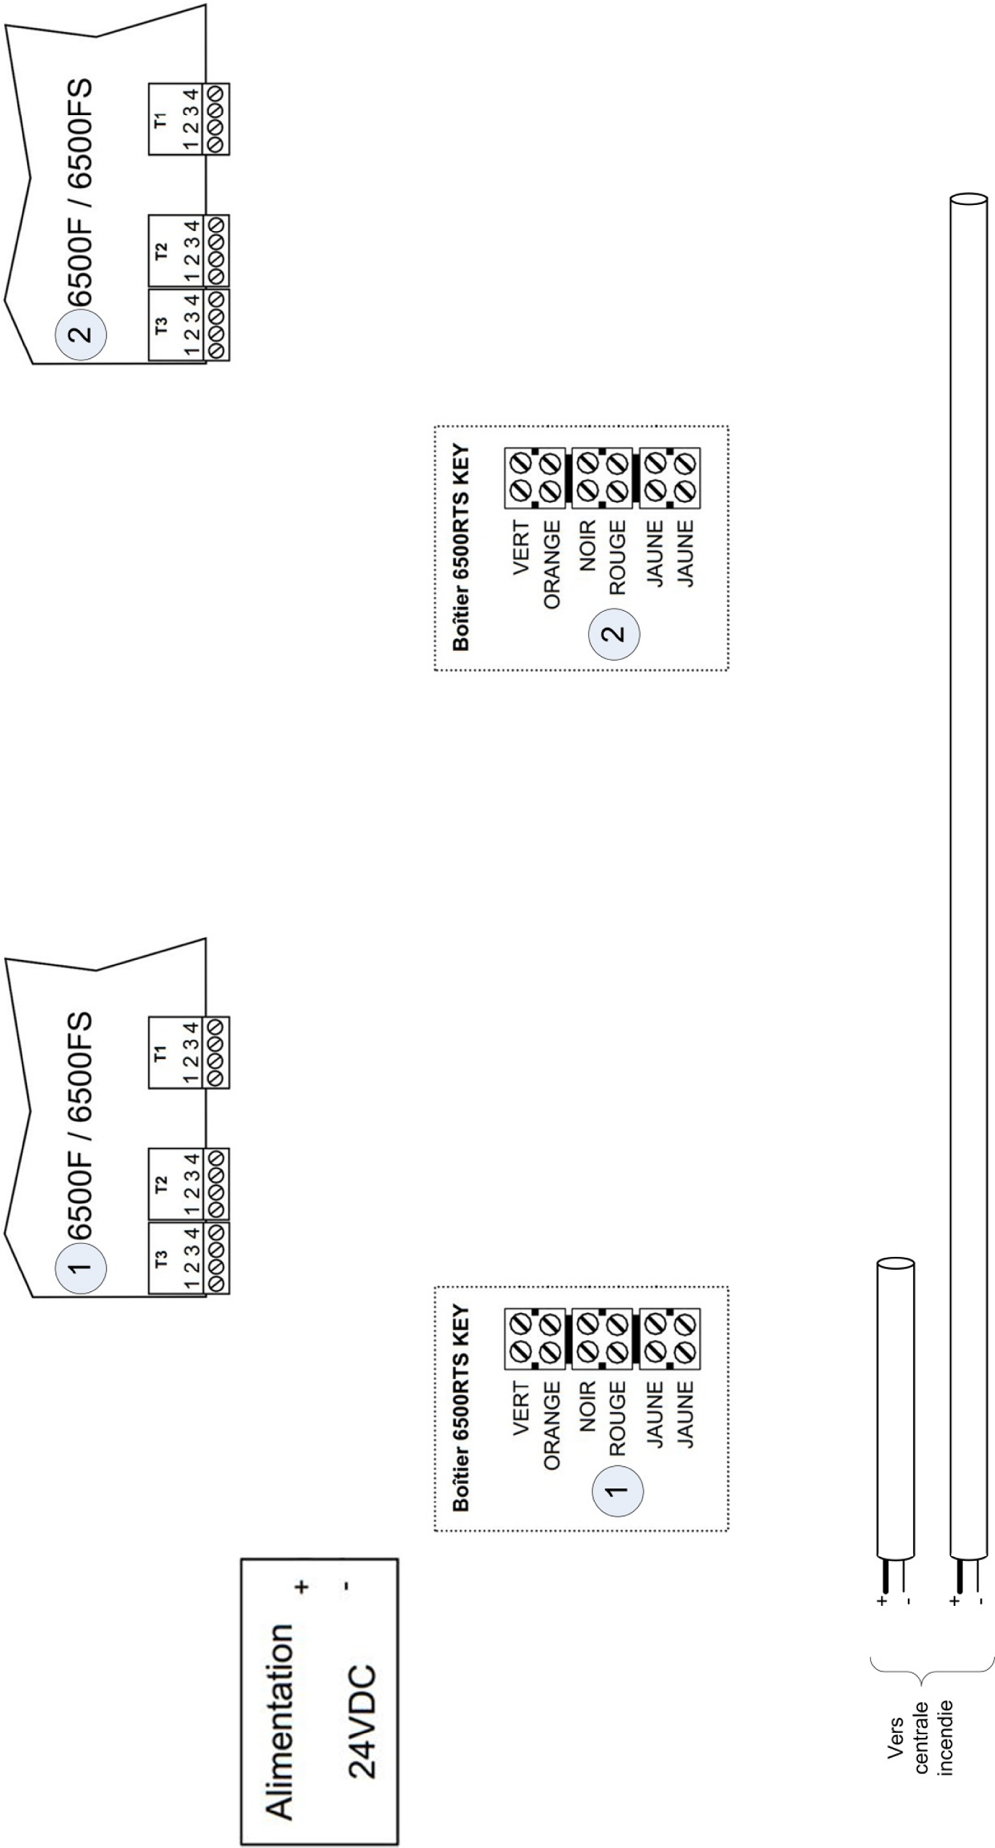 1 6500F / 6500FS
T3 T2 T1
1 2 3 4 1 2 3 4 1 2 3 4
2 6500F / 6500FS
T3 T2 T1
1 2 3 4 1 2 3 4 1 2 3 4
Alimentation +
24VDC -
Boîtier 6500RTS KEY
VERT
ORANGE
NOIR
1 ROUGE
JAUNE
JAUNE
Boîtier 6500RTS KEY
VERT
ORANGE
NOIR
2 ROUGE
JAUNE
JAUNE
Vers
centrale
incendie
+
-
+
-